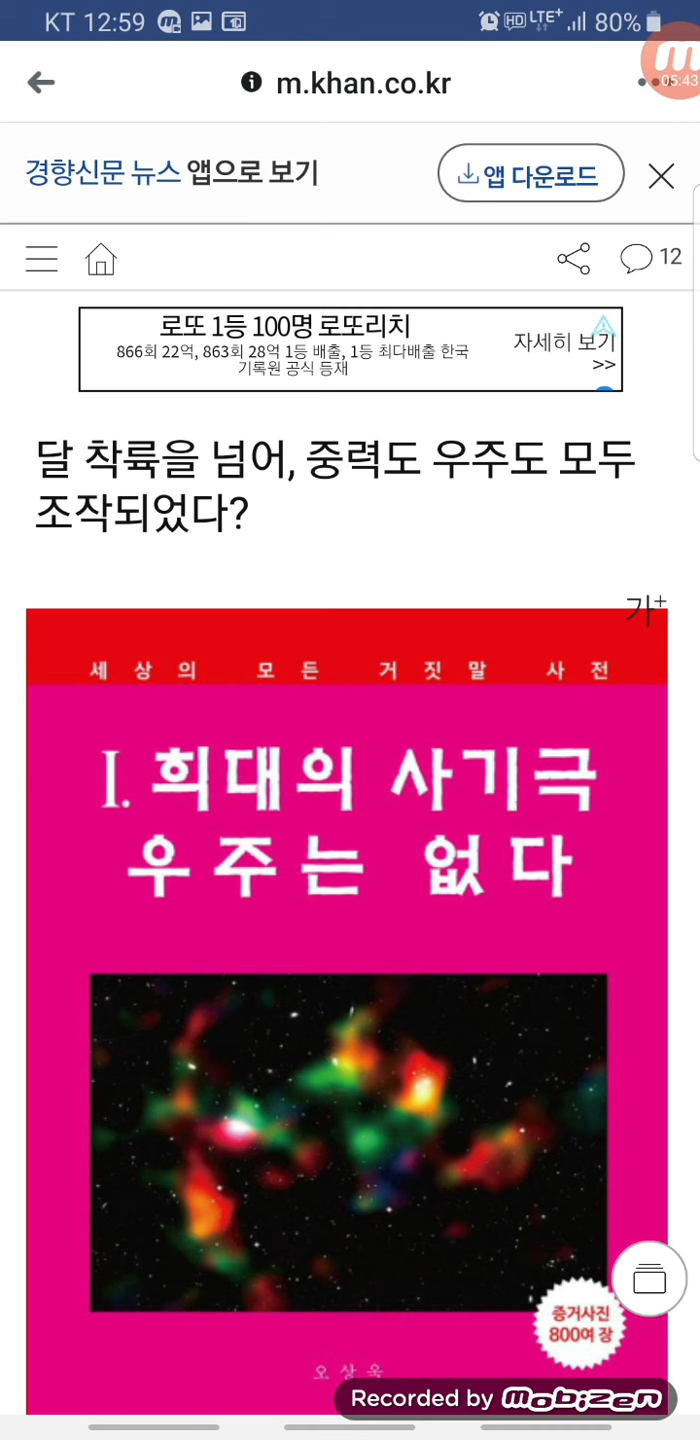 KT 12:59
HD LTE+ 80%
05:43
m.khan.co.kr
경향신문 뉴스 앱으로 보기
앱 다운로드
12
로또 1등 100명 로또리치
866회 22억, 863회 28억 1등 배출, 1등 최다배출 한국
기록원 공식 등재
자세히 보기
>>
달 착륙을 넘어, 중력도 우주도 모두
조작되었다?
가+
세상의 모든 거짓말 사전
I. 희대의 사기극
우주는 없다
증거사진
800여 장
오상욱
Recorded by mobizen